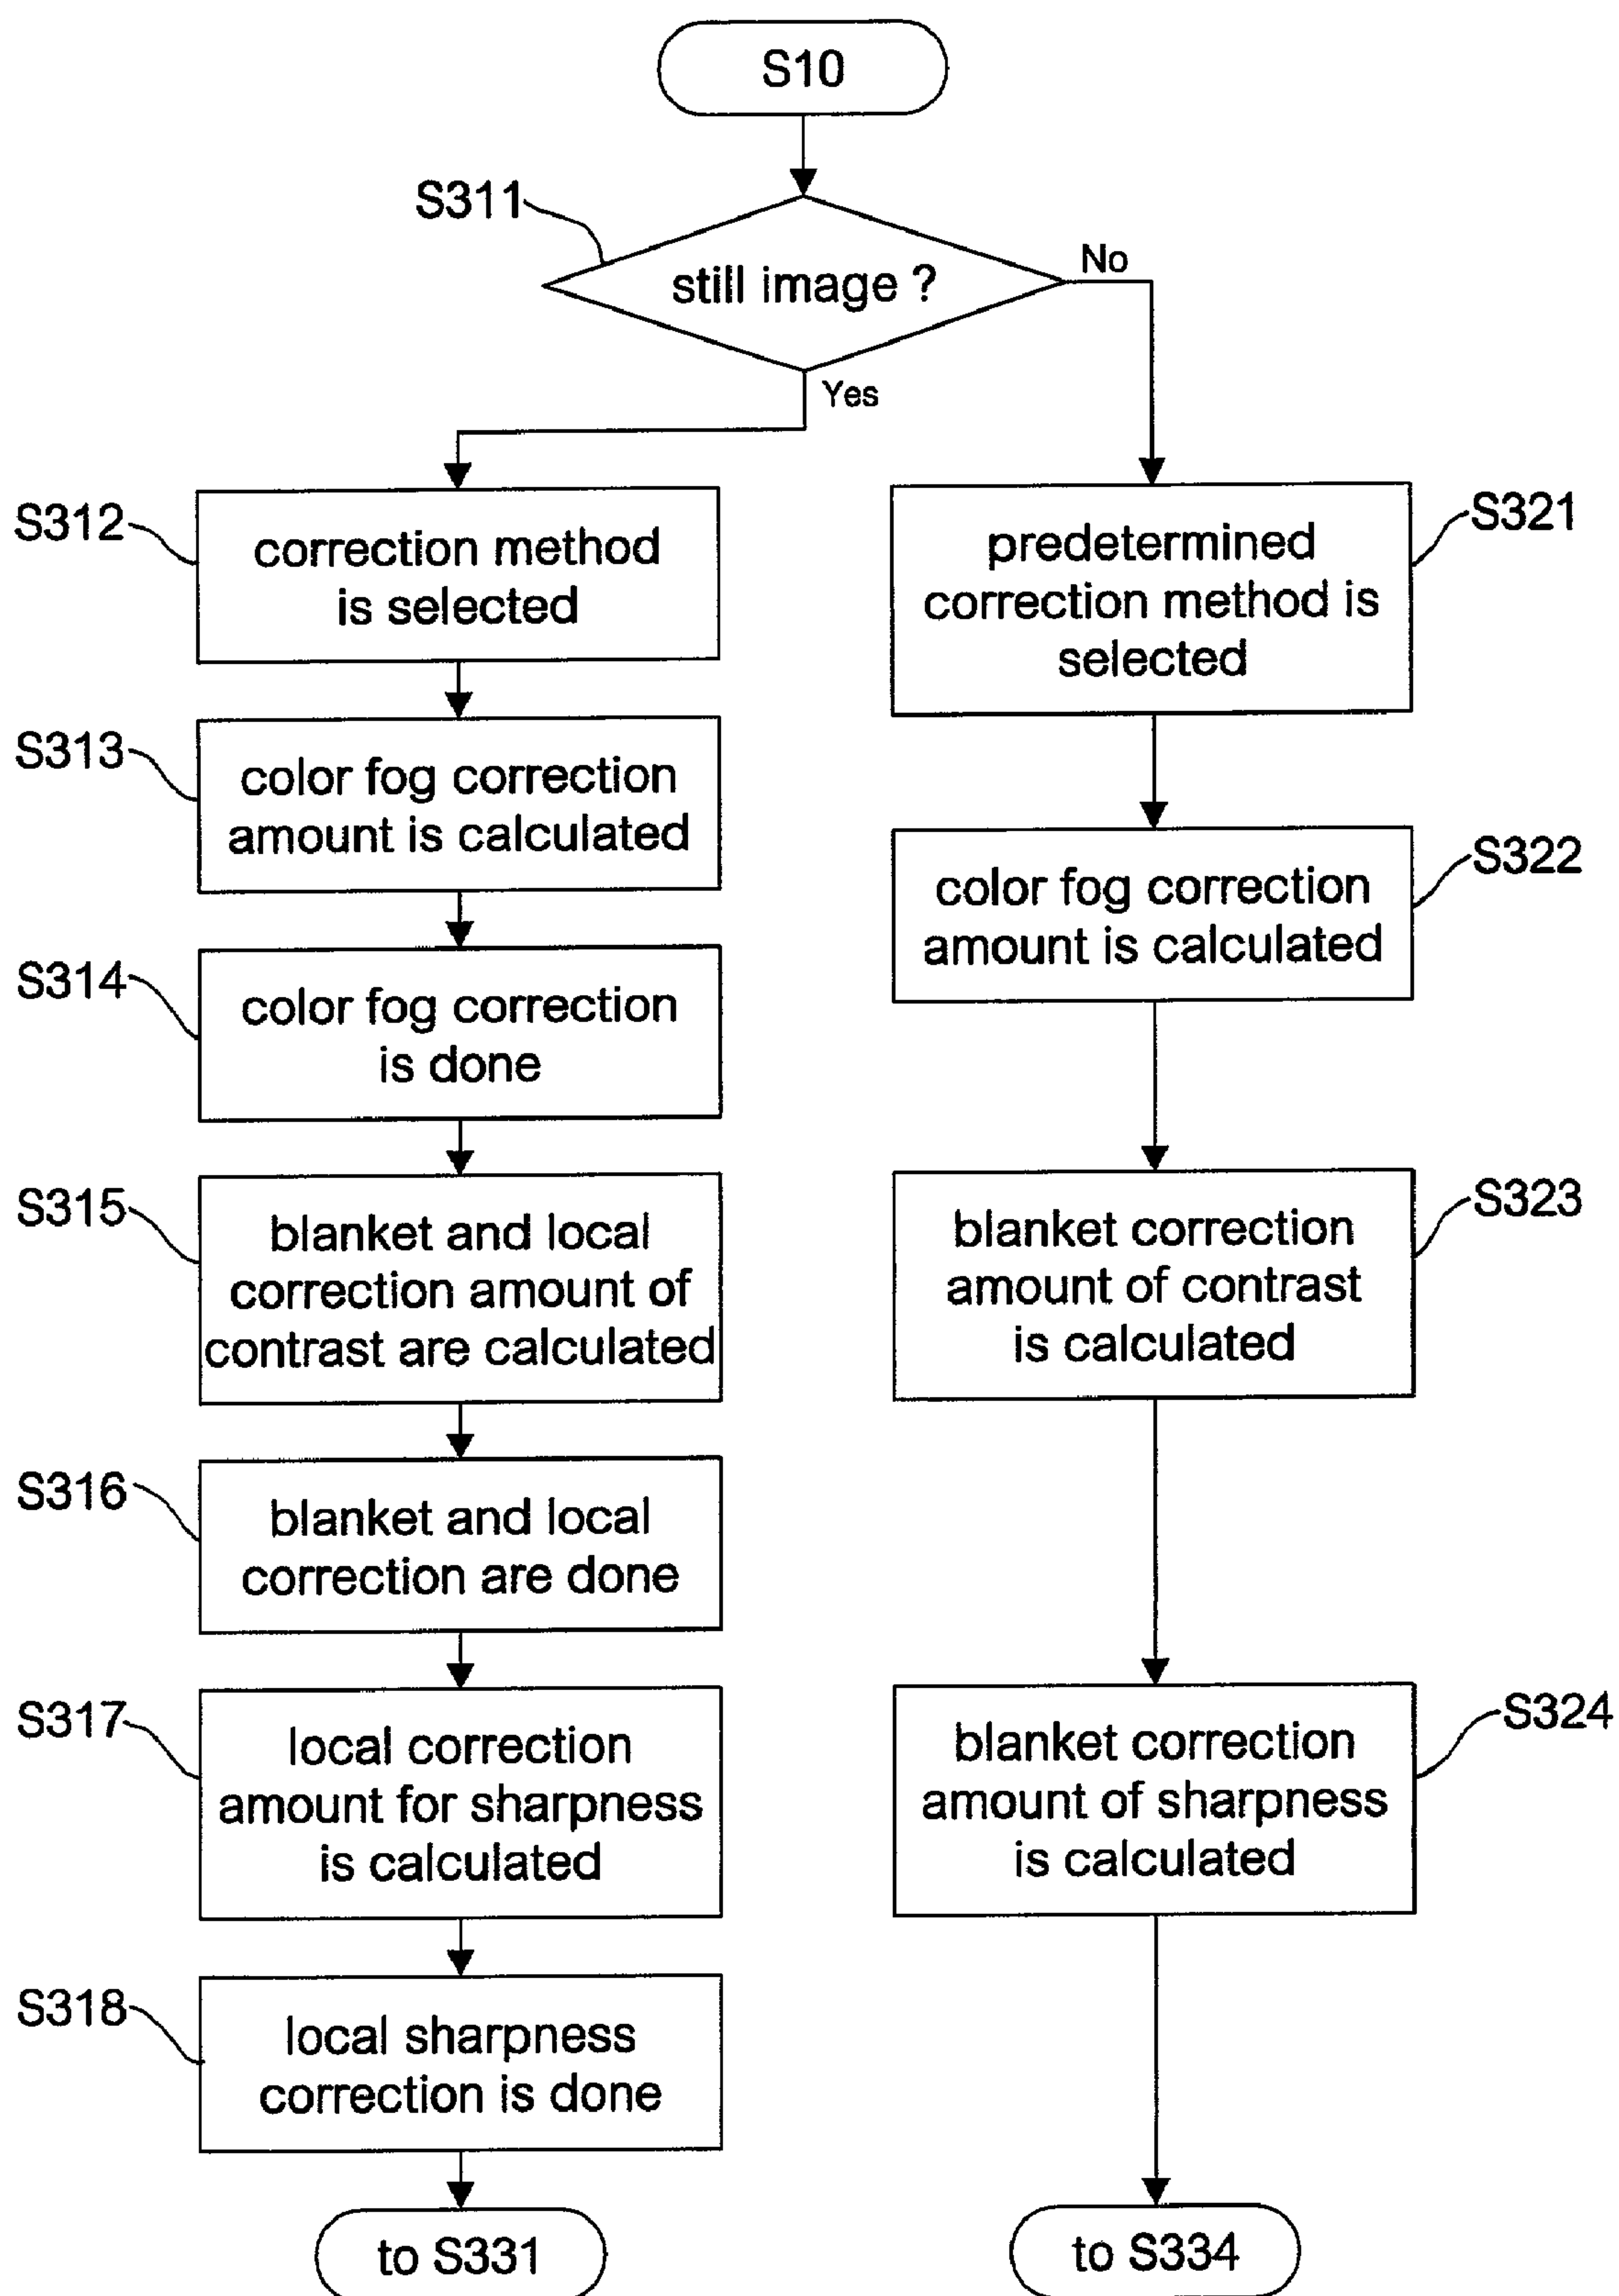 S10
S311
still image ?
No
Yes
S312
correction method
is selected
S313
color fog correction
amount is calculated
S314
color fog correction
is done
S315
blanket and local
correction amount of
contrast are calculated
S316
blanket and local
correction are done
S317
local correction
amount for sharpness
is calculated
S318
local sharpness
correction is done
to S331
S321
predetermined
correction method is
selected
S322
color fog correction
amount is calculated
S323
blanket correction
amount of contrast
is calculated
S324
blanket correction
amount of sharpness
is calculated
to S334